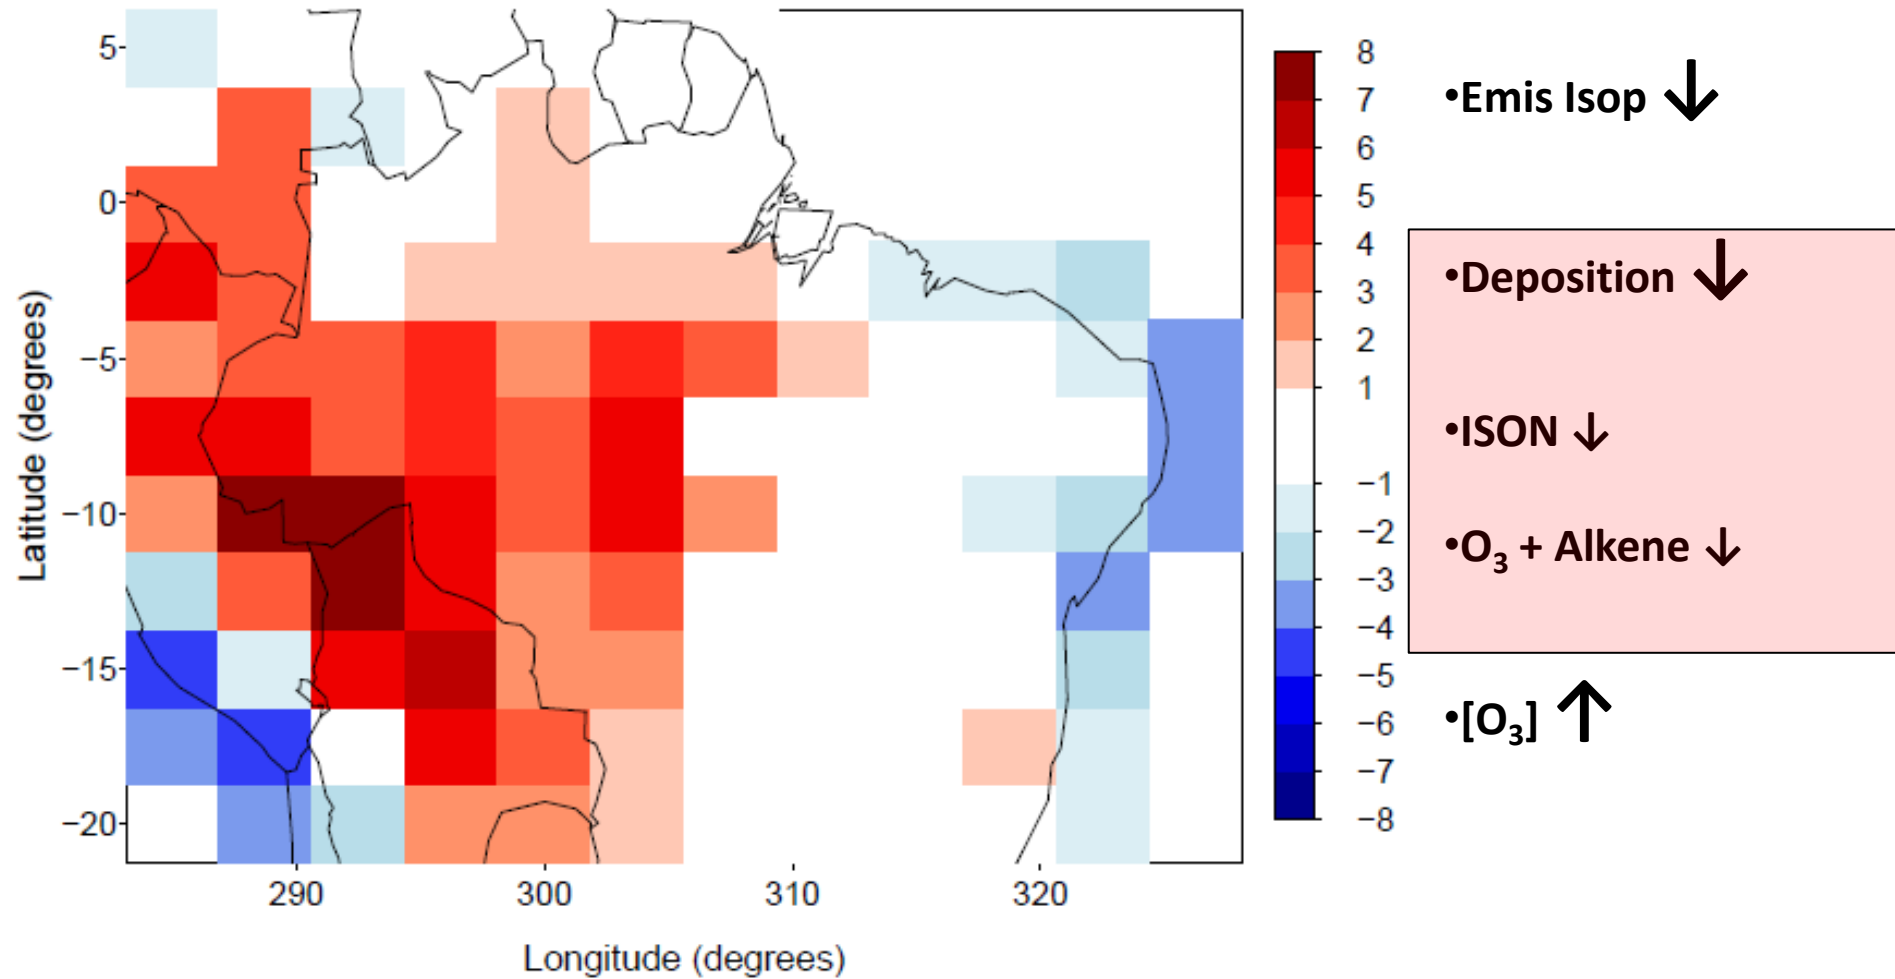 Latitude (degrees)
5
0
−5
−10
−15
−20
290 300 310 320
Longitude (degrees)
8
7
6
5
4
3
2
1
−1
−2
−3
−4
−5
−6
−7
−8
•Emis Isop ↓
•Deposition ↓
•ISON ↓
•O₃ + Alkene ↓
•[O₃] ↑